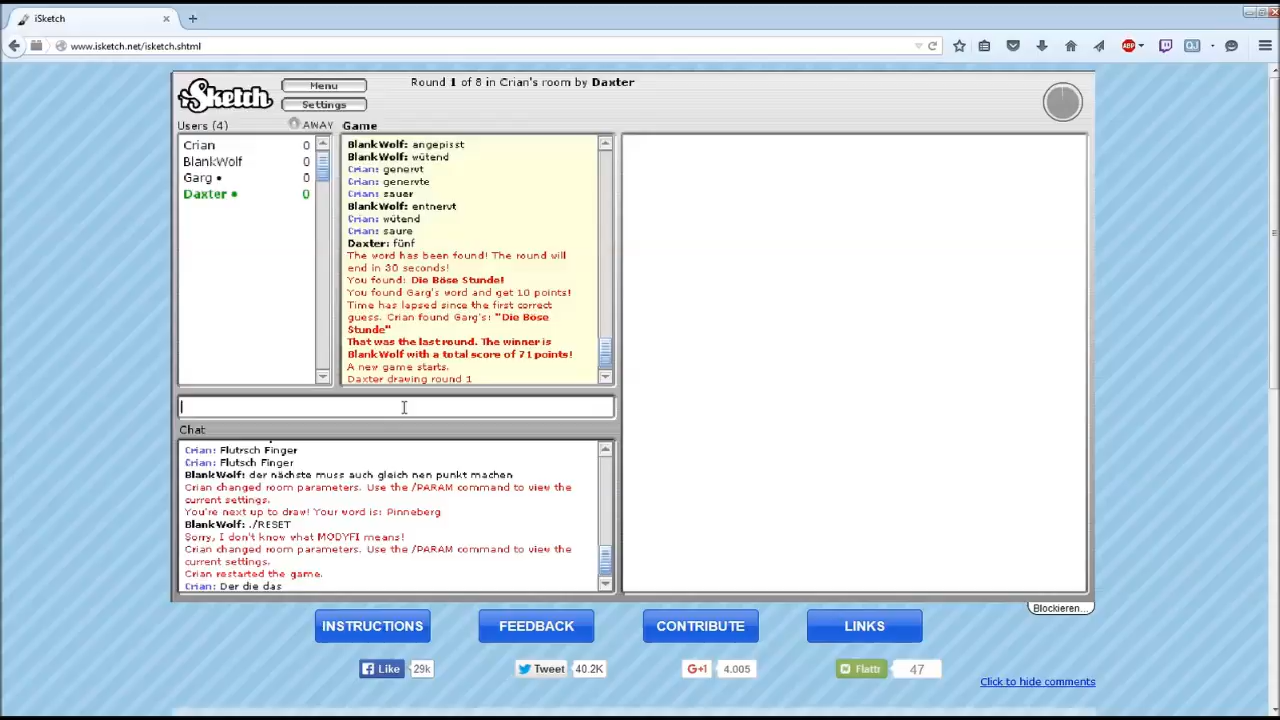 iSketch
www.isketch.net/isketch.shtml
ABP
iSketch
Menu
Settings
Round 1 of 8 in Crian's room by Daxter
Users (4)
AWAY
Game
Crian 0
BlankWolf 0
Garg • 0
Daxter • 0
BlankWolf: angepisst
BlankWolf: wütend
Crian: genervt
Crian: genervte
Crian: sauer
BlankWolf: entnervt
Crian: wütend
Crian: saure
Daxter: fünf
The word has been found! The round will
end in 30 seconds!
You found: Die Böse Stunde!
You found Garg's word and get 10 points!
Time has lapsed since the first correct
guess. Crian found Garg's: "Die Böse
Stunde"
That was the last round. The winner is
BlankWolf with a total score of 71 points!
A new game starts.
Daxter drawing round 1
Chat
Crian: Flutrsch Finger
Crian: Flutsch Finger
BlankWolf: der nächste muss auch gleich nen punkt machen
Crian changed room parameters. Use the /PARAM command to view the
current settings.
You're next up to draw! Your word is: Pinneberg
BlankWolf: ./RESET
Sorry, I don't know what MODYFI means!
Crian changed room parameters. Use the /PARAM command to view the
current settings.
Crian restarted the game.
Crian: Der die das
Blockieren...
INSTRUCTIONS
FEEDBACK
CONTRIBUTE
LINKS
Like 29k
Tweet 40.2K
G+1 4.005
Flattr 47
Click to hide comments